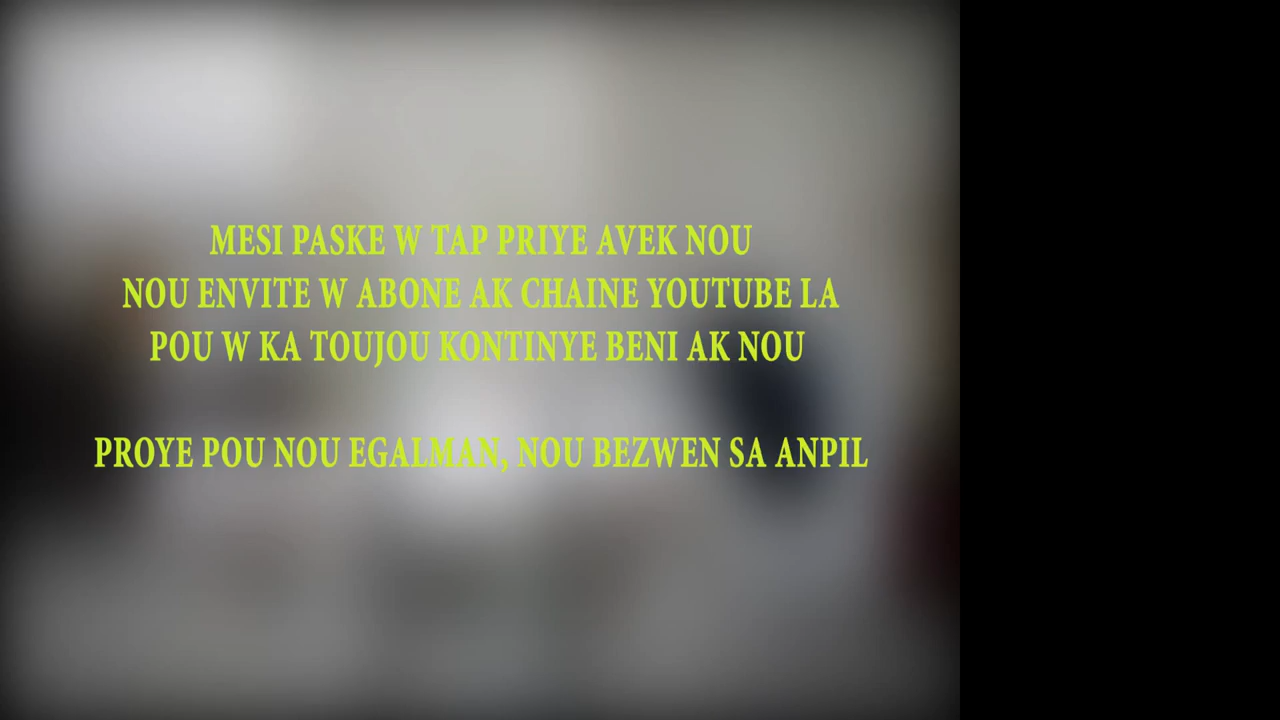 MESI PASKE W TAP PRIYE AVEK NOU
NOU ENVITE W ABONE AK CHAINE YOUTUBE LA
POU W KA TOUJOU KONTINYE BENI AK NOU
PROYE POU NOU EGALMAN, NOU BEZWEN SA ANPIL